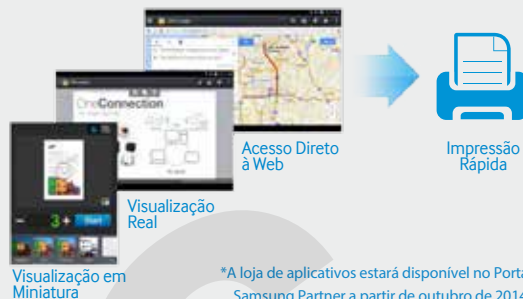 OneConnection
Acesso Direto
à Web
Impressão
Rápida
Visualização
Real
3
+
Start
Visualização em
Miniatura
*A loja de aplicativos estará disponível no Porta
Samsung Partner a partir de outubro de 2014